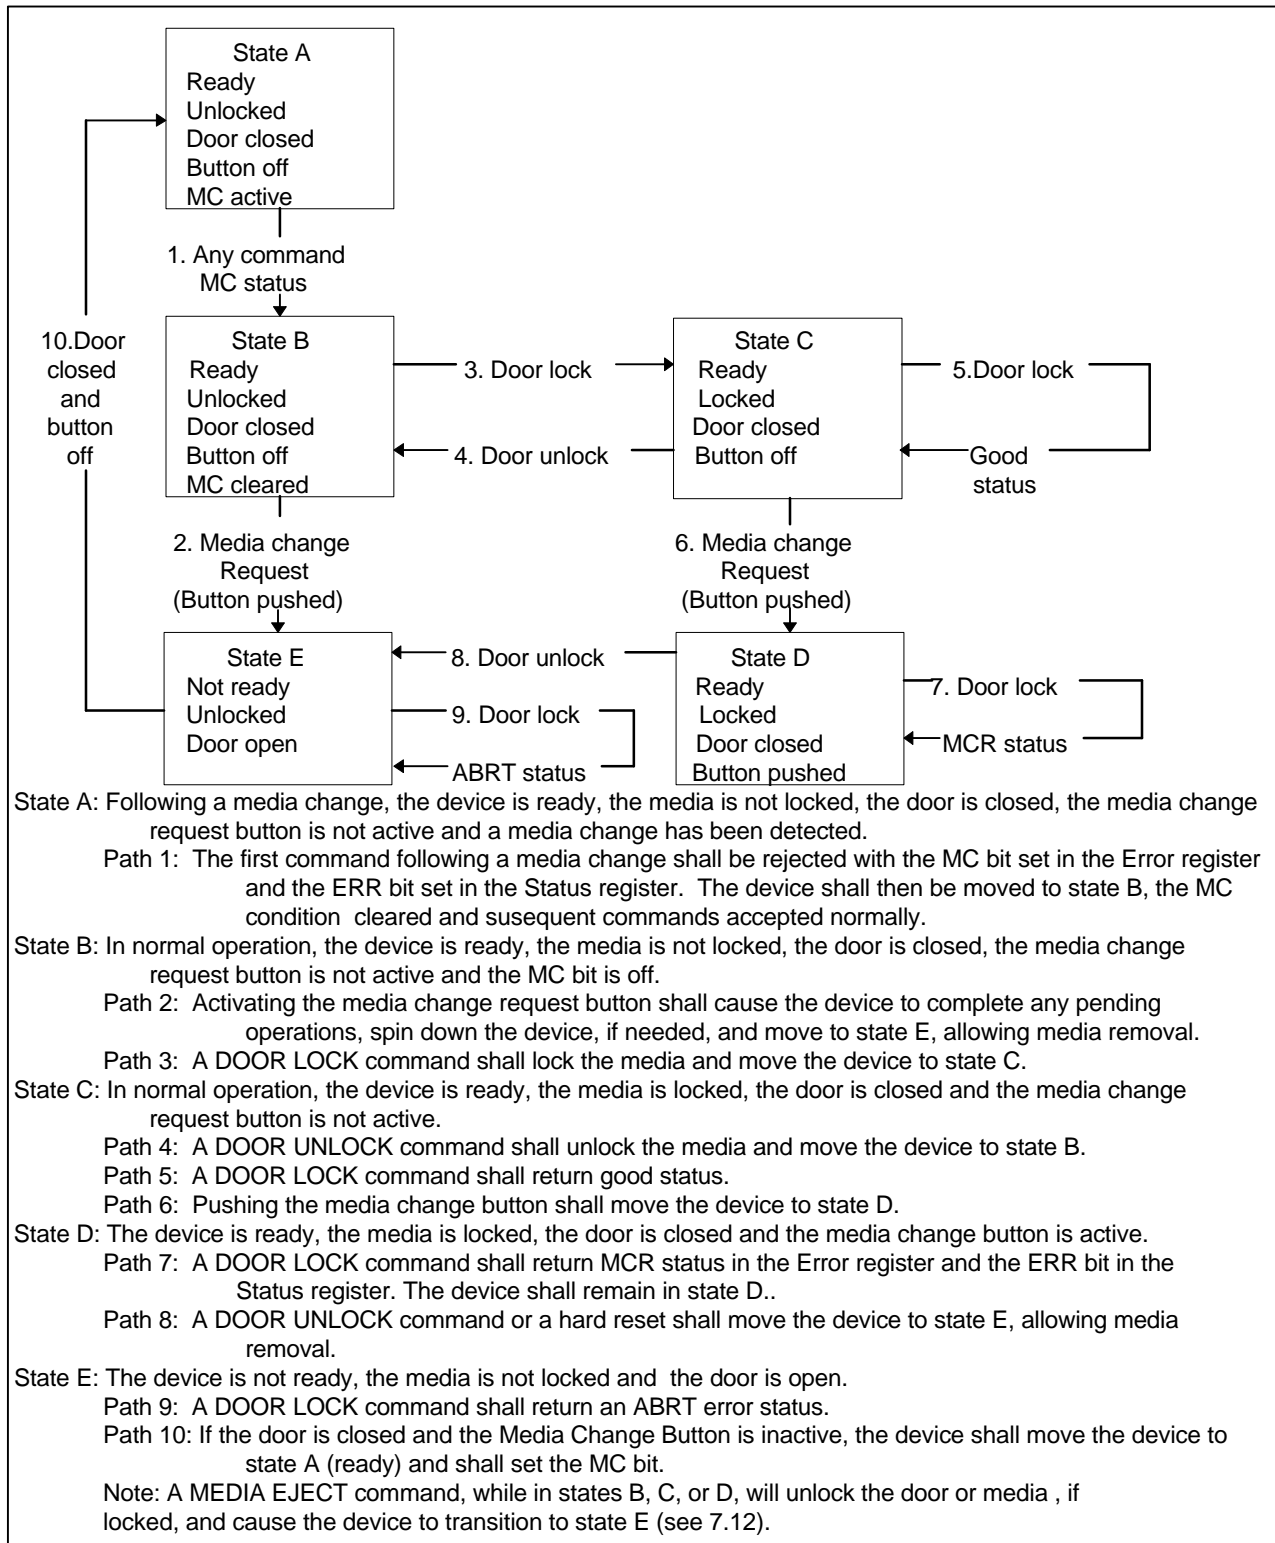 State A
Ready
Unlocked
Door closed
Button off
MC active
1. Any command
MC status
10.Door
closed
and
button
off
State B
Ready
Unlocked
Door closed
Button off
MC cleared
3. Door lock
4. Door unlock
State C
Ready
Locked
Door closed
Button off
5.Door lock
Good
status
2. Media change
Request
(Button pushed)
6. Media change
Request
(Button pushed)
State E
Not ready
Unlocked
Door open
8. Door unlock
9. Door lock
ABRT status
State D
Ready
Locked
Door closed
Button pushed
7. Door lock
MCR status
State A: Following a media change, the device is ready, the media is not locked, the door is closed, the media change
request button is not active and a media change has been detected.
Path 1: The first command following a media change shall be rejected with the MC bit set in the Error register
and the ERR bit set in the Status register. The device shall then be moved to state B, the MC
condition cleared and susequent commands accepted normally.
State B: In normal operation, the device is ready, the media is not locked, the door is closed, the media change
request button is not active and the MC bit is off.
Path 2: Activating the media change request button shall cause the device to complete any pending
operations, spin down the device, if needed, and move to state E, allowing media removal.
Path 3: A DOOR LOCK command shall lock the media and move the device to state C.
State C: In normal operation, the device is ready, the media is locked, the door is closed and the media change
request button is not active.
Path 4: A DOOR UNLOCK command shall unlock the media and move the device to state B.
Path 5: A DOOR LOCK command shall return good status.
Path 6: Pushing the media change button shall move the device to state D.
State D: The device is ready, the media is locked, the door is closed and the media change button is active.
Path 7: A DOOR LOCK command shall return MCR status in the Error register and the ERR bit in the
Status register. The device shall remain in state D..
Path 8: A DOOR UNLOCK command or a hard reset shall move the device to state E, allowing media
removal.
State E: The device is not ready, the media is not locked and the door is open.
Path 9: A DOOR LOCK command shall return an ABRT error status.
Path 10: If the door is closed and the Media Change Button is inactive, the device shall move the device to
state A (ready) and shall set the MC bit.
Note: A MEDIA EJECT command, while in states B, C, or D, will unlock the door or media , if
locked, and cause the device to transition to state E (see 7.12).